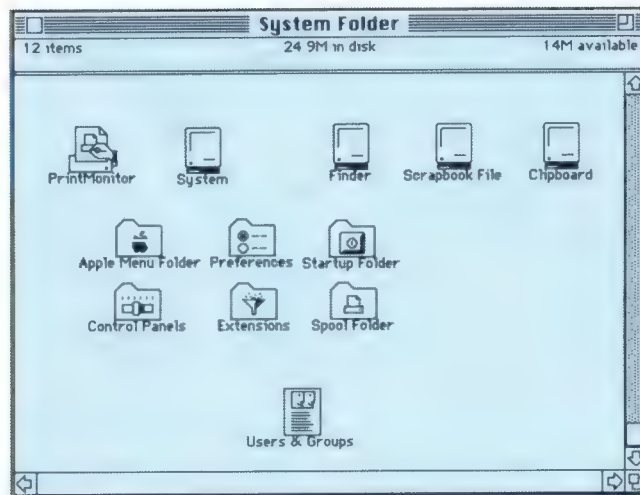 System Folder
12 items 24 9M in disk 14M available
PrintMonitor System Finder Scrapbook File Clipboard
Apple Menu Folder Preferences Startup Folder
Control Panels Extensions Spool Folder
Users & Groups